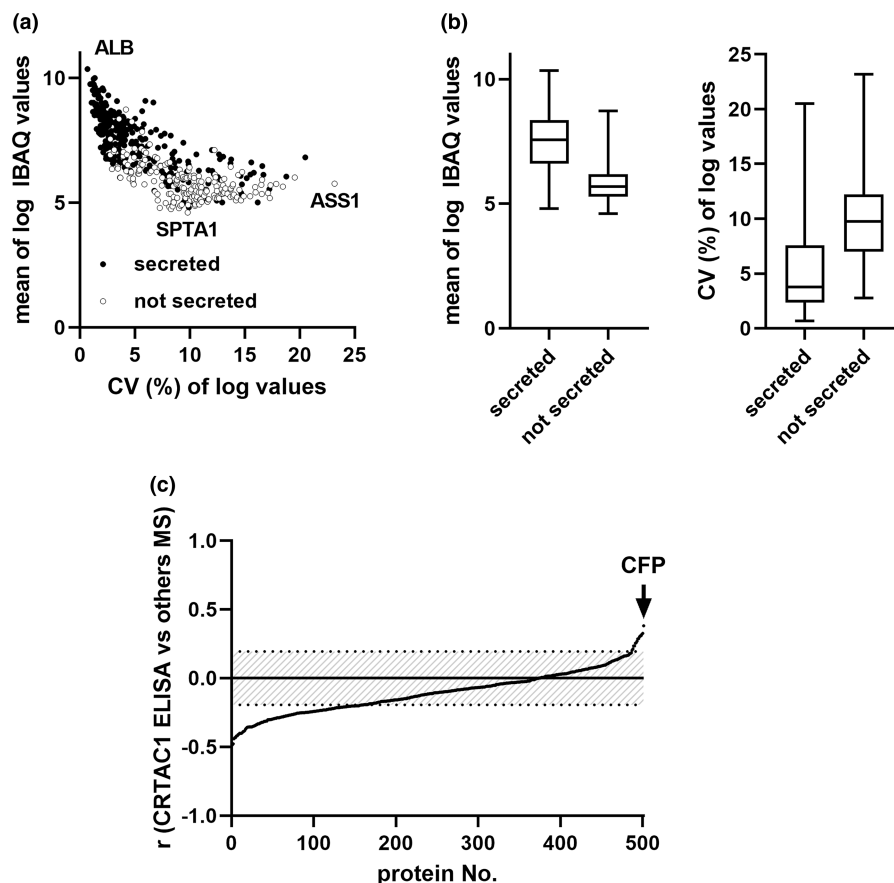 (a)
ALB
10
5
0
mean of log IBAQ values
SPTA1
ASS1
secreted
not secreted
0 5 10 15 20 25
CV (%) of log values
(b)
10
5
0
mean of log IBAQ values
secreted
not secreted
25
20
15
10
5
0
CV (%) of log values
secreted
not secreted
(c)
1.0
0.5
0.0
-0.5
-1.0
r (CRTAC1 ELISA vs others MS)
CFP
0 100 200 300 400 500
protein No.